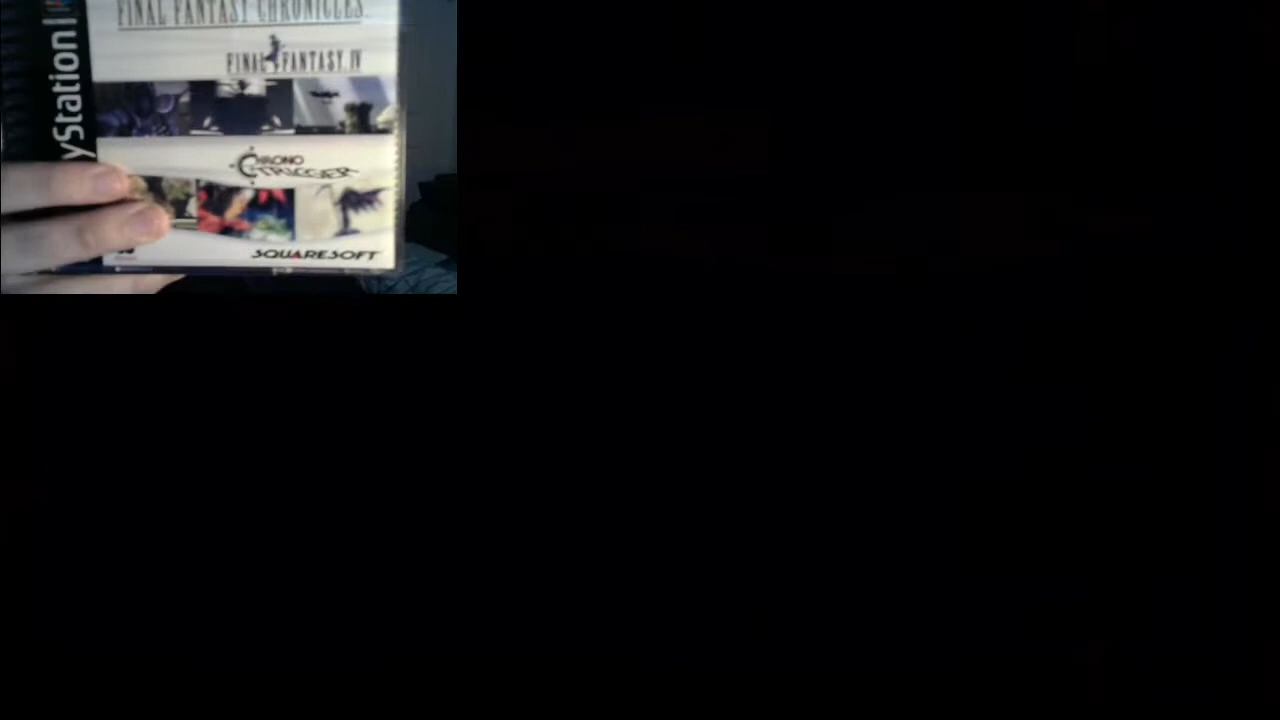 FINAL FANTASY CHRONICLES
FINAL FANTASY IV
yStation
CHRONO
TRIGGER
SQUARESOFT